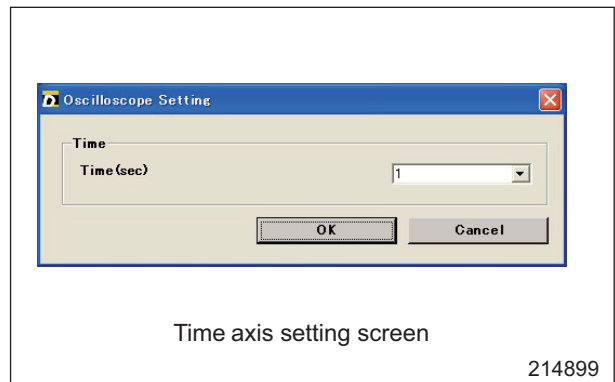 Oscilloscope Setting
Time
Time(sec)
1
OK
Cancel
Time axis setting screen
214899